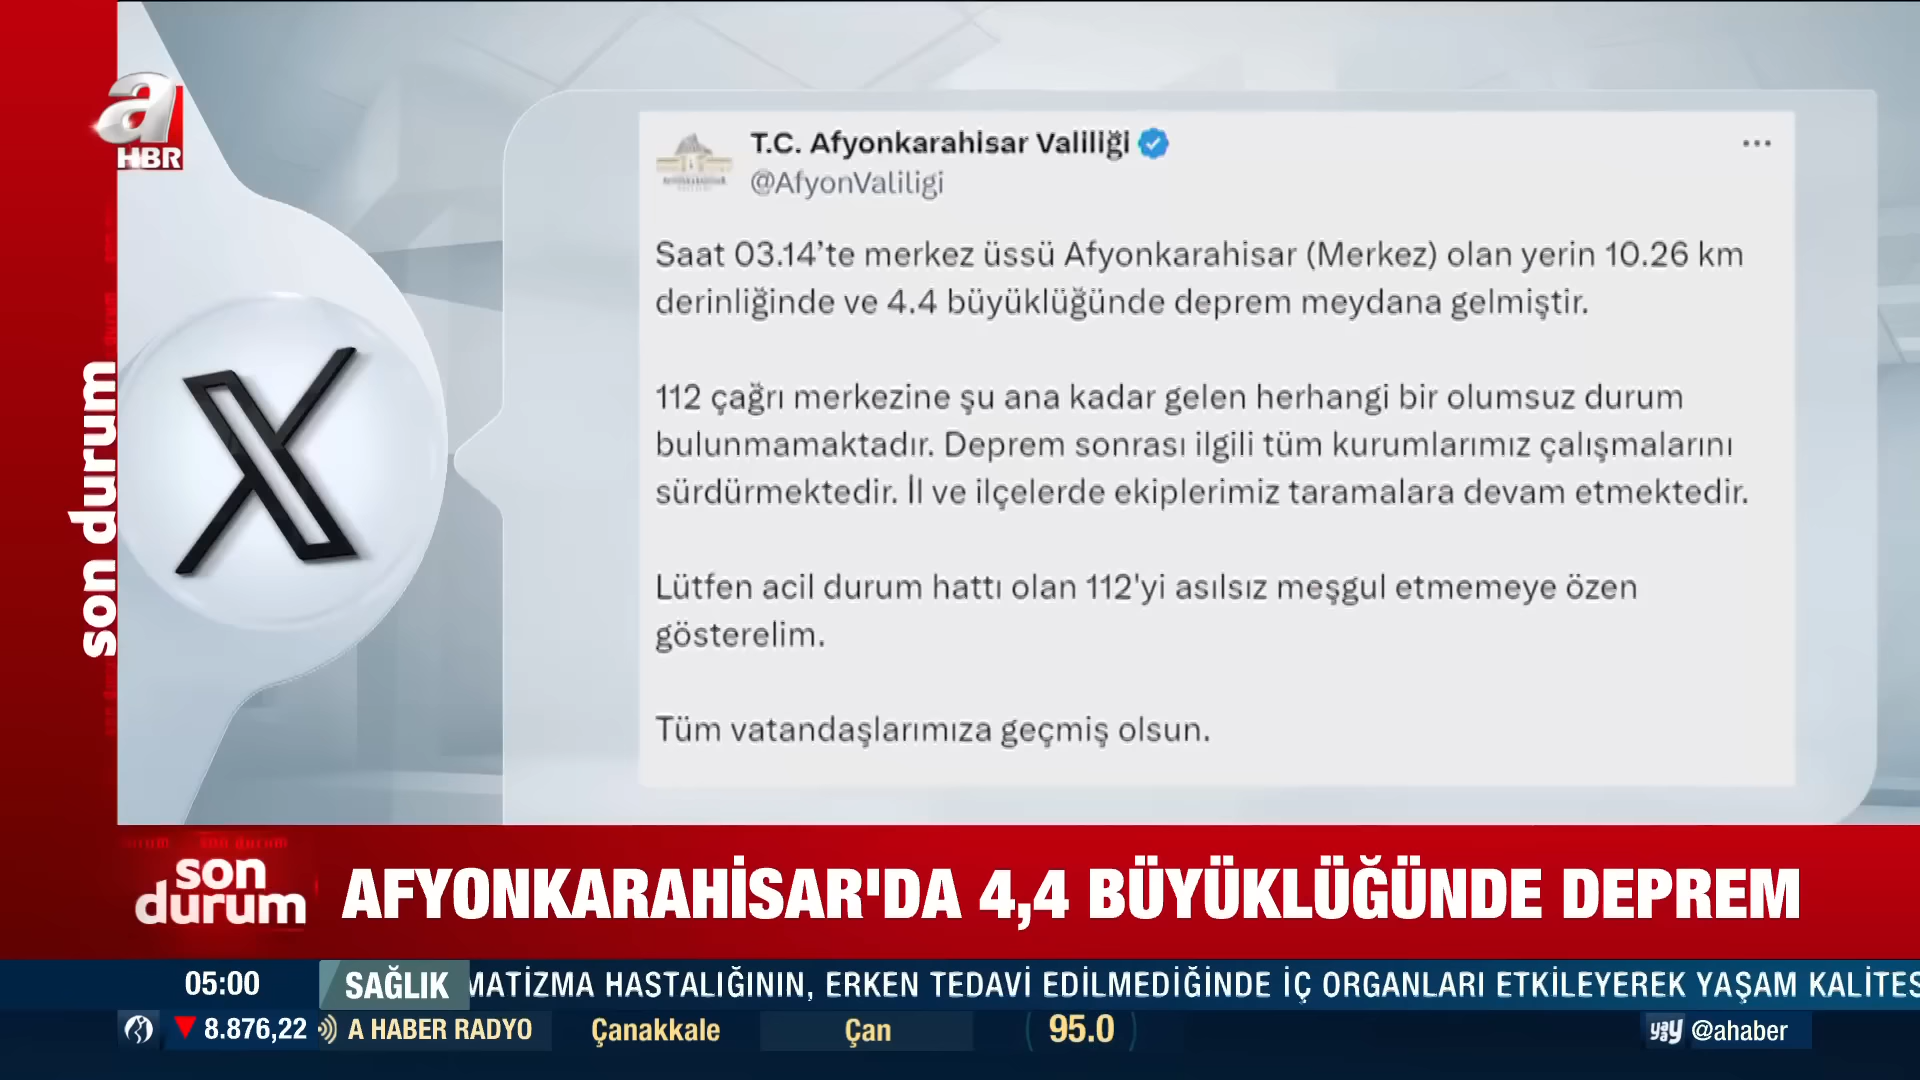 a
HBR
son durum
T.C. Afyonkarahisar Valiliği
@AfyonValiligi
Saat 03.14’te merkez üssü Afyonkarahisar (Merkez) olan yerin 10.26 km
derinliğinde ve 4.4 büyüklüğünde deprem meydana gelmiştir.
112 çağrı merkezine şu ana kadar gelen herhangi bir olumsuz durum
bulunmamaktadır. Deprem sonrası ilgili tüm kurumlarımız çalışmalarını
sürdürmektedir. İl ve ilçelerde ekiplerimiz taramalara devam etmektedir.
Lütfen acil durum hattı olan 112'yi asılsız meşgul etmemeye özen
gösterelim.
Tüm vatandaşlarımıza geçmiş olsun.
son
durum
AFYONKARAHİSAR'DA 4,4 BÜYÜKLÜĞÜNDE DEPREM
05:00 SAĞLIK MATİZMA HASTALIĞININ, ERKEN TEDAVİ EDİLMEDİĞİNDE İÇ ORGANLARI ETKİLEYEREK YAŞAM KALİTES
8.876,22 A HABER RADYO Çanakkale Çan 95.0 yay @ahaber